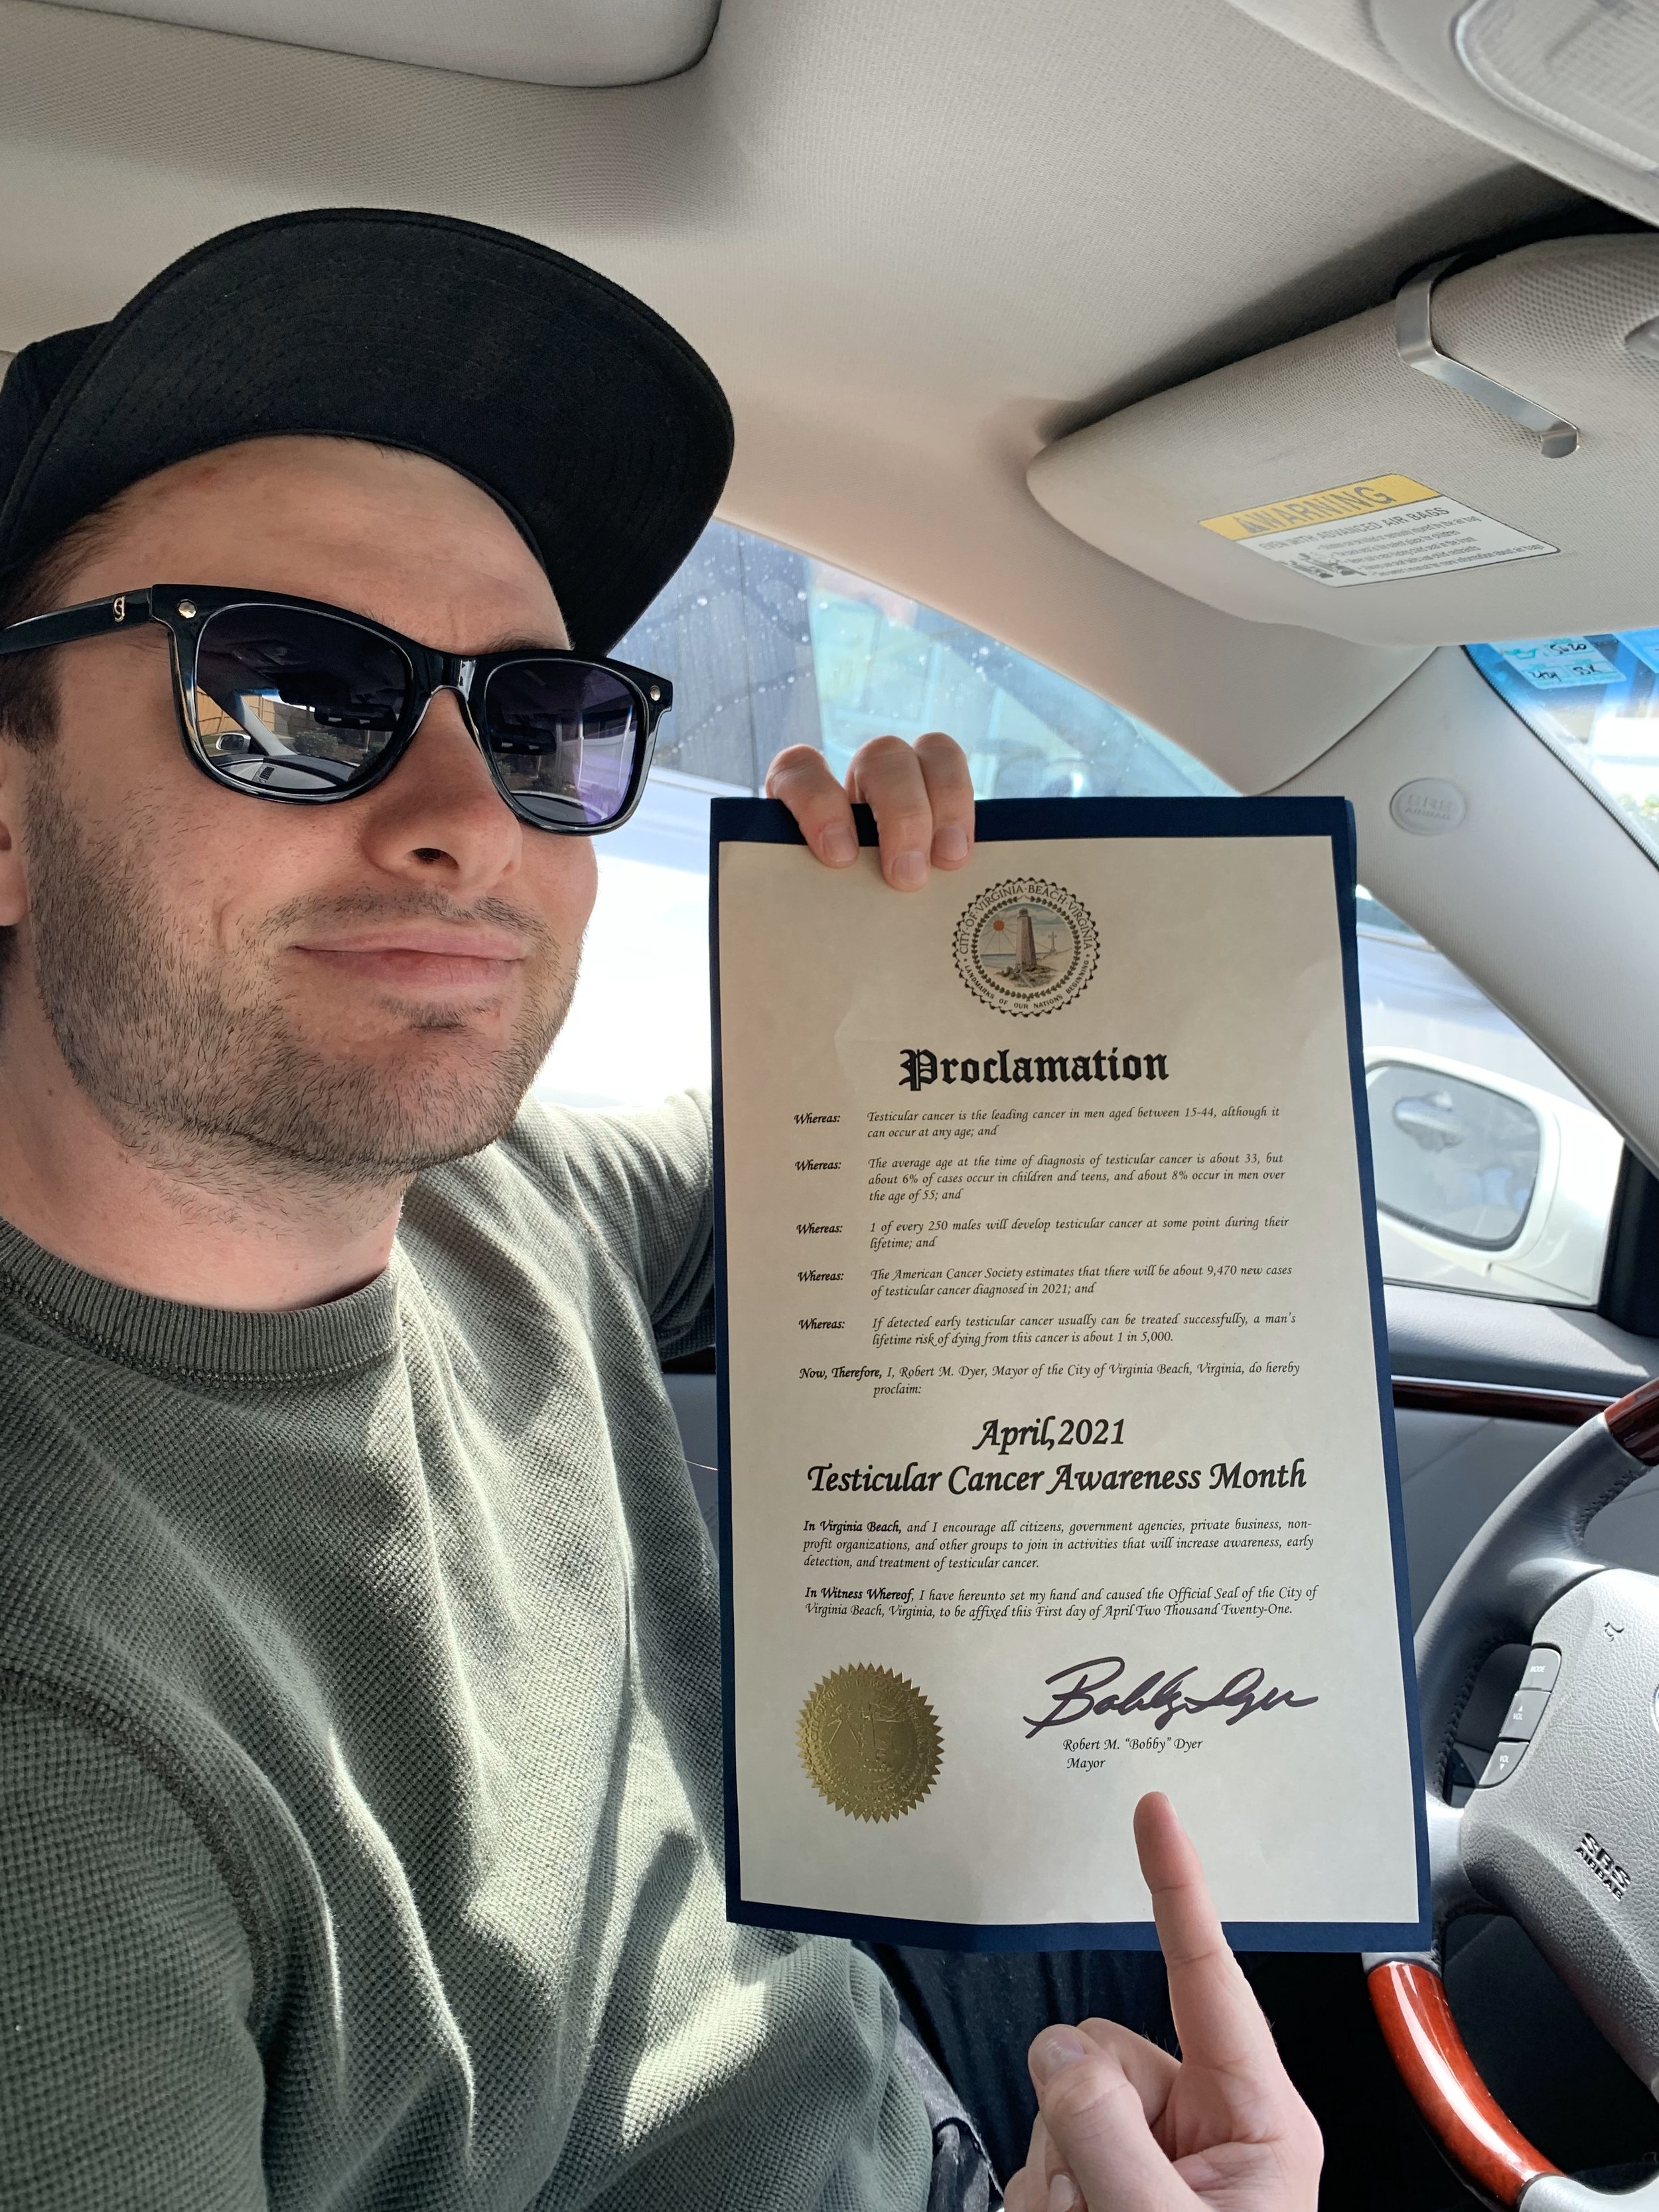 WARNING
EVEN WITH ADVANCED AIR BAGS
CITY OF VIRGINIA BEACH VIRGINIA
LANDMARKS OF OUR NATIONS BEGINNING
Proclamation
Whereas: Testicular cancer is the leading cancer in men aged between 15-44, although it
can occur at any age; and
Whereas: The average age at the time of diagnosis of testicular cancer is about 33, but
about 6% of cases occur in children and teens, and about 8% occur in men over
the age of 55; and
Whereas: 1 of every 250 males will develop testicular cancer at some point during their
lifetime; and
Whereas: The American Cancer Society estimates that there will be about 9,470 new cases
of testicular cancer diagnosed in 2021; and
Whereas: If detected early testicular cancer usually can be treated successfully, a man's
lifetime risk of dying from this cancer is about 1 in 5,000.
Now, Therefore, I, Robert M. Dyer, Mayor of the City of Virginia Beach, Virginia, do hereby
proclaim:
April,2021
Testicular Cancer Awareness Month
In Virginia Beach, and I encourage all citizens, government agencies, private business, non-
profit organizations, and other groups to join in activities that will increase awareness, early
detection, and treatment of testicular cancer.
In Witness Whereof, I have hereunto set my hand and caused the Official Seal of the City of
Virginia Beach, Virginia, to be affixed this First day of April Two Thousand Twenty-One.
Bobby Dyer
Robert M. "Bobby" Dyer
Mayor
MODE
VOL
VOL
SRS
AIRBAG